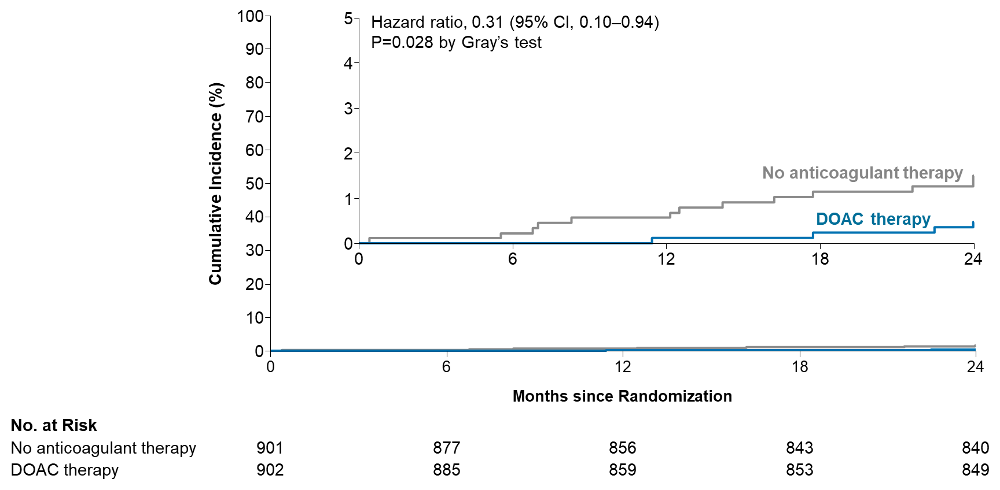 100
90
80
70
60
50
40
30
20
10
0
Cumulative Incidence (%)
5
4
3
2
1
0
Hazard ratio, 0.31 (95% CI, 0.10–0.94)
P=0.028 by Gray’s test
No anticoagulant therapy
DOAC therapy
0 6 12 18 24
0 6 12 18 24
Months since Randomization
No. at Risk
No anticoagulant therapy 901 877 856 843 840
DOAC therapy 902 885 859 853 849